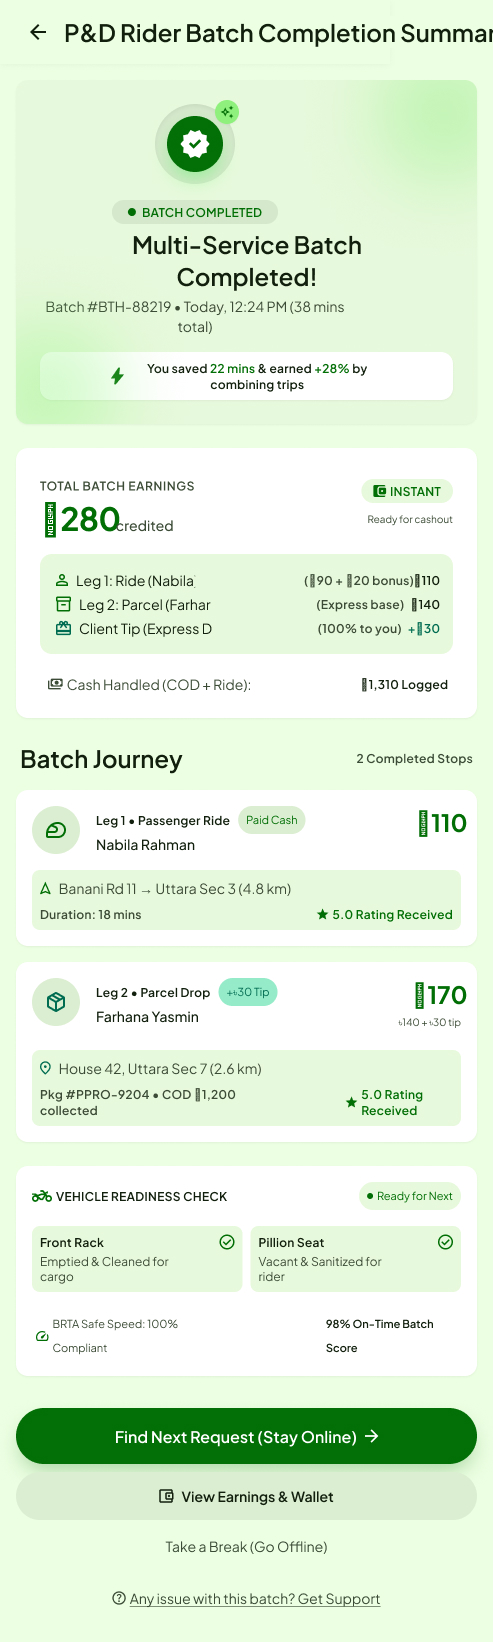 P&D Rider Batch Completion Summar
BATCH COMPLETED
Multi-Service Batch
Completed!
Batch #BTH-88219 • Today, 12:24 PM (38 mins
total)
You saved 22 mins & earned +28% by
combining trips
TOTAL BATCH EARNINGS
INSTANT
280 credited
Ready for cashout
Leg 1: Ride (Nabila (90 + 20 bonus) 110
Leg 2: Parcel (Farhar (Express base) 140
Client Tip (Express D (100% to you) +30
Cash Handled (COD + Ride): 1,310 Logged
Batch Journey 2 Completed Stops
Leg 1 • Passenger Ride Paid Cash 110
Nabila Rahman
Banani Rd 11 → Uttara Sec 3 (4.8 km)
Duration: 18 mins ★ 5.0 Rating Received
Leg 2 • Parcel Drop +৳30 Tip 170
Farhana Yasmin ৳140 + ৳30 tip
House 42, Uttara Sec 7 (2.6 km)
Pkg #PPRO-9204 • COD 1,200
collected
★ 5.0 Rating
Received
VEHICLE READINESS CHECK Ready for Next
Front Rack
Emptied & Cleaned for
cargo
Pillion Seat
Vacant & Sanitized for
rider
BRTA Safe Speed: 100%
Compliant
98% On-Time Batch
Score
Find Next Request (Stay Online) →
View Earnings & Wallet
Take a Break (Go Offline)
Any issue with this batch? Get Support